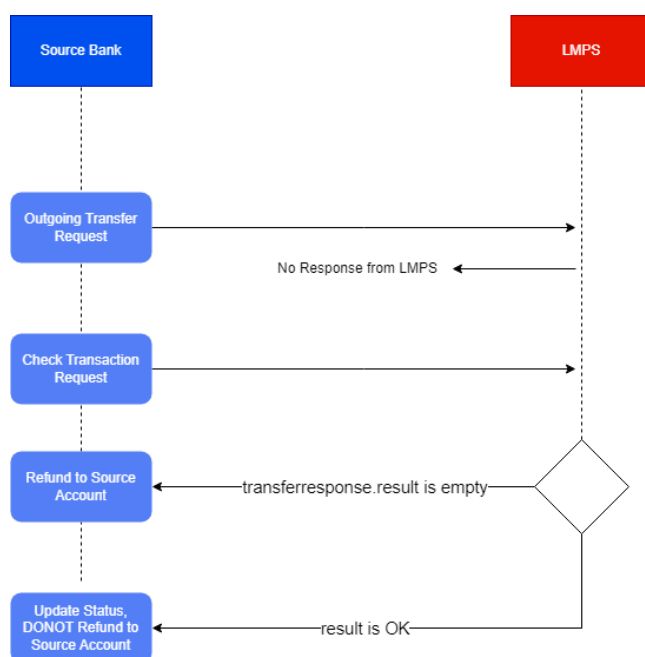 Source Bank
LMPS
Outgoing Transfer
Request
No Response from LMPS
Check Transaction
Request
Refund to Source
Account
transferresponse.result is empty
Update Status,
DONOT Refund to
Source Account
result is OK